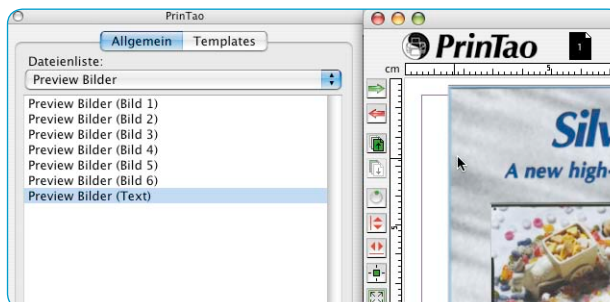 PrinTao
Allgemein Templates
Dateienliste:
Preview Bilder
Preview Bilder (Bild 1)
Preview Bilder (Bild 2)
Preview Bilder (Bild 3)
Preview Bilder (Bild 4)
Preview Bilder (Bild 5)
Preview Bilder (Bild 6)
Preview Bilder (Text)
PrinTao
1
cm
5
5
Silv
A new high-